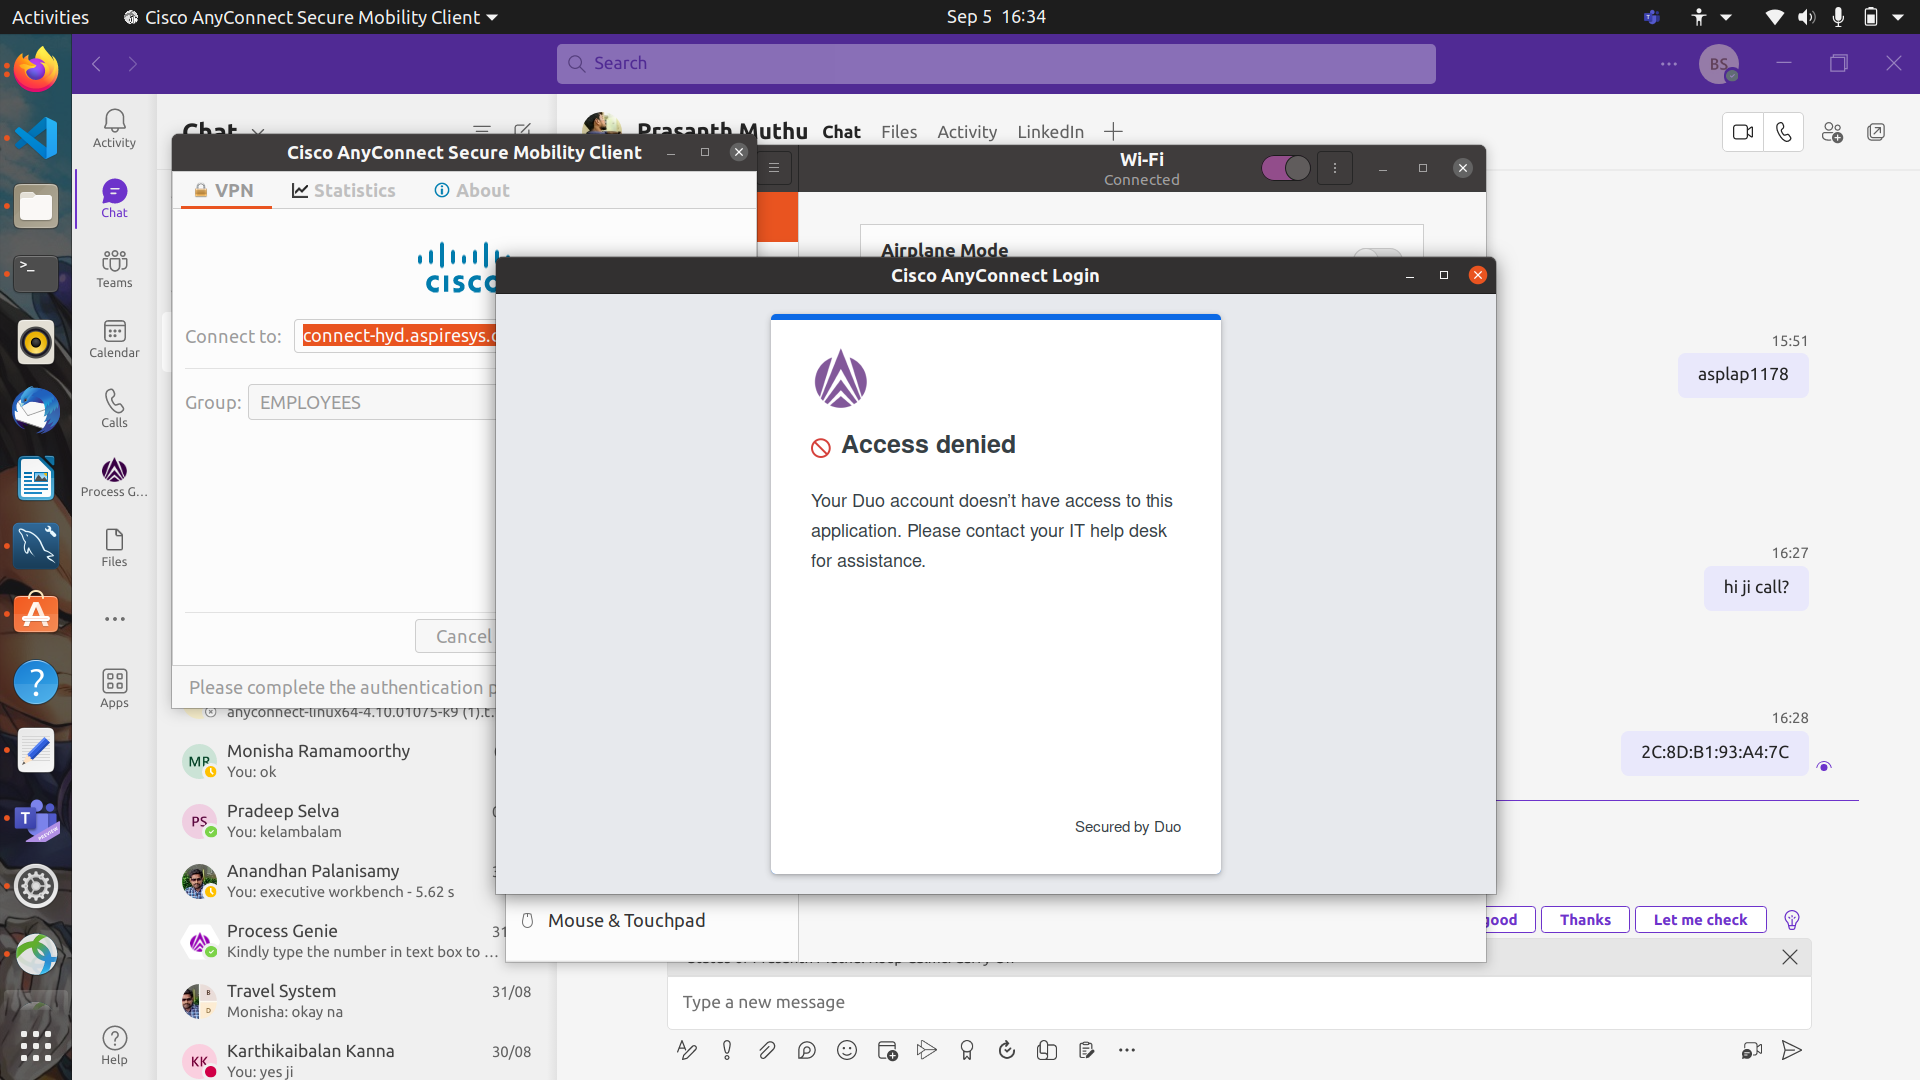 Activities
Cisco AnyConnect Secure Mobility Client
Sep 5 16:34
Search
BS
Activity
Chat
Teams
Calendar
Calls
Process G...
Files
Apps
Help
Chat
Prasanth Muthu
Chat
Files
Activity
LinkedIn
Cisco AnyConnect Secure Mobility Client
VPN
Statistics
About
CISCO
Connect to:
connect-hyd.aspiresys.c
Group:
EMPLOYEES
Cancel
Please complete the authentication p
Wi-Fi
Connected
Airplane Mode
Cisco AnyConnect Login
Access denied
Your Duo account doesn't have access to this
application. Please contact your IT help desk
for assistance.
Secured by Duo
15:51
asplap1178
16:27
hi ji call?
16:28
2C:8D:B1:93:A4:7C
anyconnect-linux64-4.10.01075-k9 (1).t...
MR
Monisha Ramamoorthy
You: ok
PS
Pradeep Selva
You: kelambalam
Anandhan Palanisamy
You: executive workbench - 5.62 s
Process Genie
31
Kindly type the number in text box to ...
B
D
Travel System
31/08
Monisha: okay na
KK
Karthikaibalan Kanna
30/08
You: yes ji
Mouse & Touchpad
good
Thanks
Let me check
Type a new message